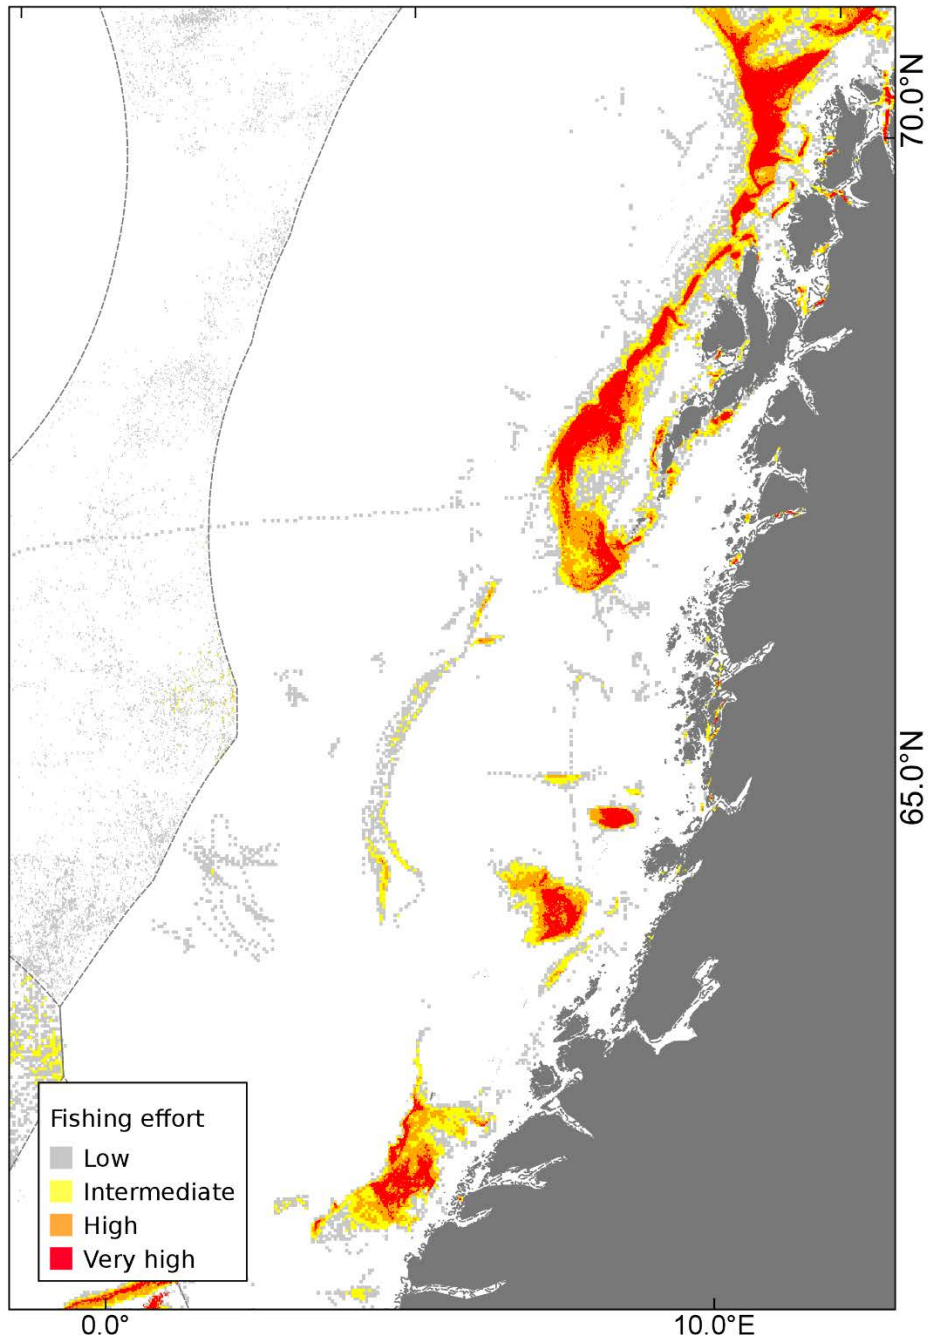 70.0°N
65.0°N
Fishing effort
Low
Intermediate
High
Very high
0.0°
10.0°E